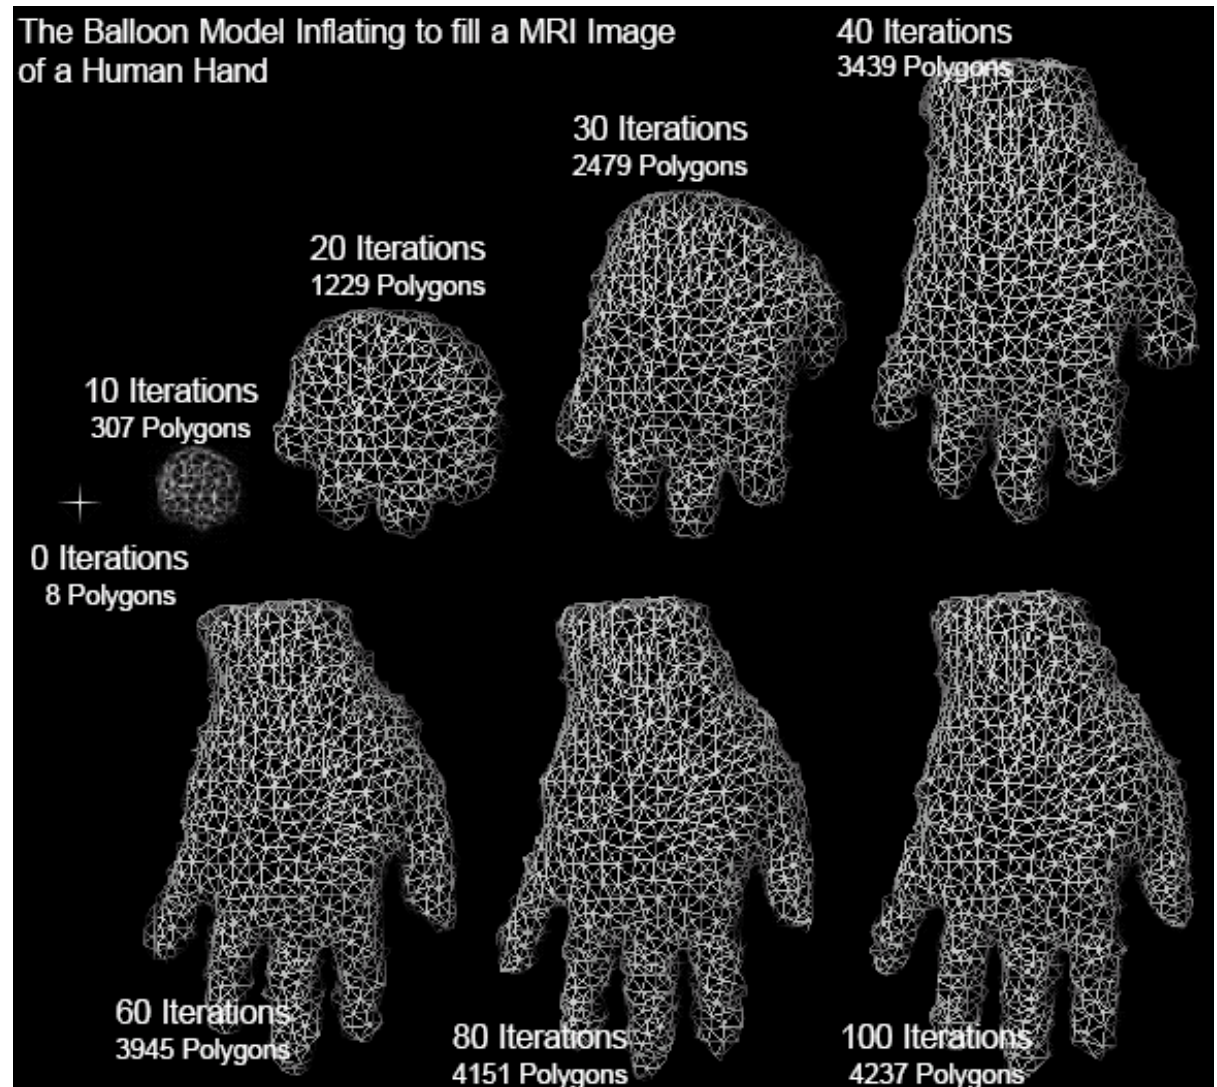 The Balloon Model Inflating to fill a MRI Image
of a Human Hand
40 Iterations
3439 Polygons
30 Iterations
2479 Polygons
20 Iterations
1229 Polygons
10 Iterations
307 Polygons
0 Iterations
8 Polygons
60 Iterations
3945 Polygons
80 Iterations
4151 Polygons
100 Iterations
4237 Polygons